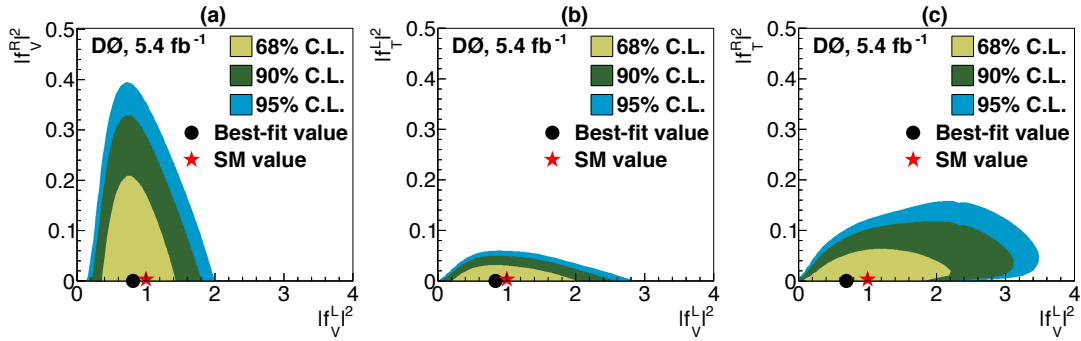 (a)
|f_V^R|^2
0.5
0.4
0.3
0.2
0.1
0
DØ, 5.4 fb^-1
68% C.L.
90% C.L.
95% C.L.
Best-fit value
SM value
0 1 2 3 4
|f_V^L|^2
(b)
|f_T^L|^2
0.5
0.4
0.3
0.2
0.1
0
DØ, 5.4 fb^-1
68% C.L.
90% C.L.
95% C.L.
Best-fit value
SM value
0 1 2 3 4
|f_V^L|^2
(c)
|f_T^R|^2
0.5
0.4
0.3
0.2
0.1
0
DØ, 5.4 fb^-1
68% C.L.
90% C.L.
95% C.L.
Best-fit value
SM value
0 1 2 3 4
|f_V^L|^2